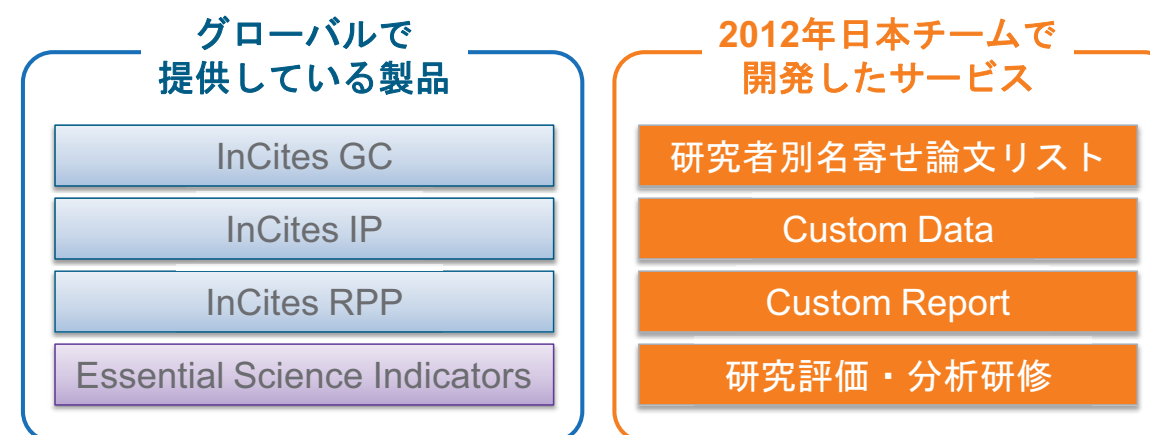 グローバルで
提供している製品
InCites GC
InCites IP
InCites RPP
Essential Science Indicators
2012年日本チームで
開発したサービス
研究者別名寄せ論文リスト
Custom Data
Custom Report
研究評価・分析研修